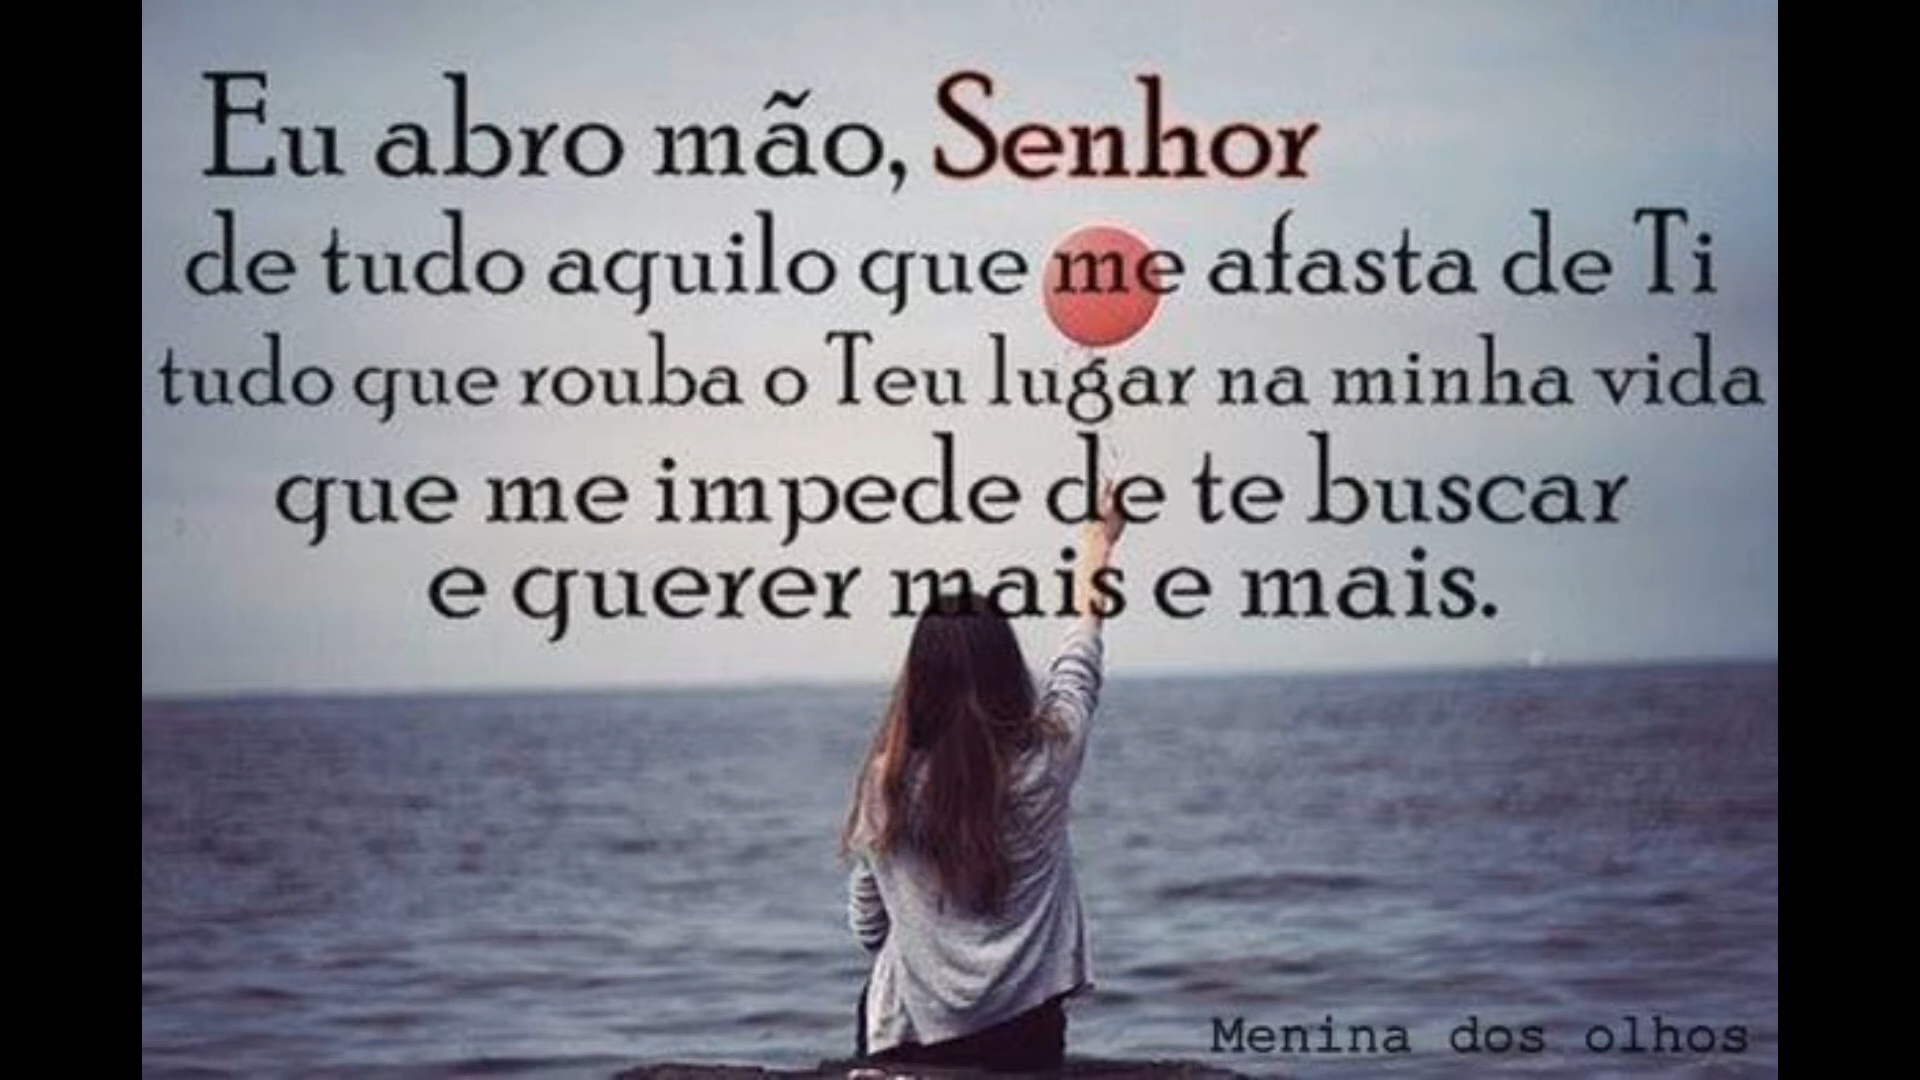 Eu abro mão, Senhor
de tudo aquilo que me afasta de Ti
tudo que rouba o Teu lugar na minha vida
que me impede de te buscar
e querer mais e mais.
Menina dos olhos